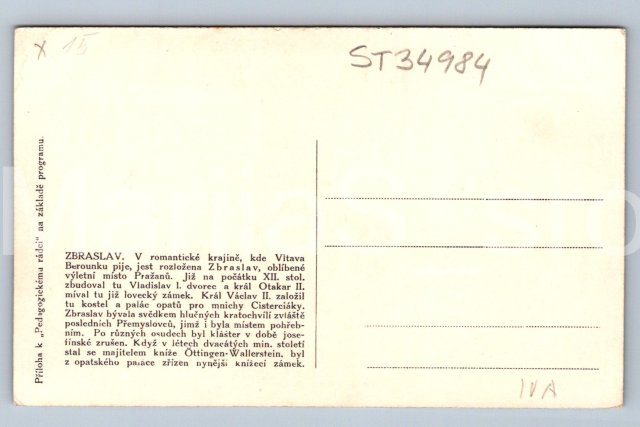 x 15
ST34984
Příloha k „Pedagogickému rádci" na základě programu.
ZBRASLAV. V romantické krajině, kde Vltava
Berounku pije, jest rozložena Zbraslav, oblíbené
výletní místo Pražanů. Již na počátku XII. stol.
zbudoval tu Vladislav I. dvorec a král Otakar II.
míval tu již lovecký zámek. Král Václav II. založil
tu kostel a palác opatů pro mnichy Cisterciáky.
Zbraslav bývala svědkem hlučných kratochvílí zvláště
posledních Přemyslovců, jimž i byla místem pohřeb-
ním. Po různých osudech byl klášter v době jose-
fínské zrušen. Když v létech dvacátých min. století
stal se majitelem kníže Öttingen-Wallerstein, byl
z opatského paláce zřízen nynější knížecí zámek.
IVA